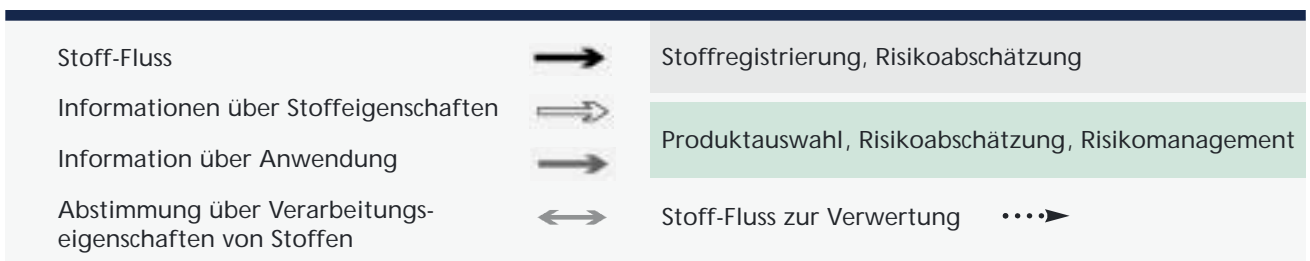 Stoff-Fluss
Informationen über Stoffeigenschaften
Information über Anwendung
Abstimmung über Verarbeitungs-
eigenschaften von Stoffen
Stoffregistrierung, Risikoabschätzung
Produktauswahl, Risikoabschätzung, Risikomanagement
Stoff-Fluss zur Verwertung